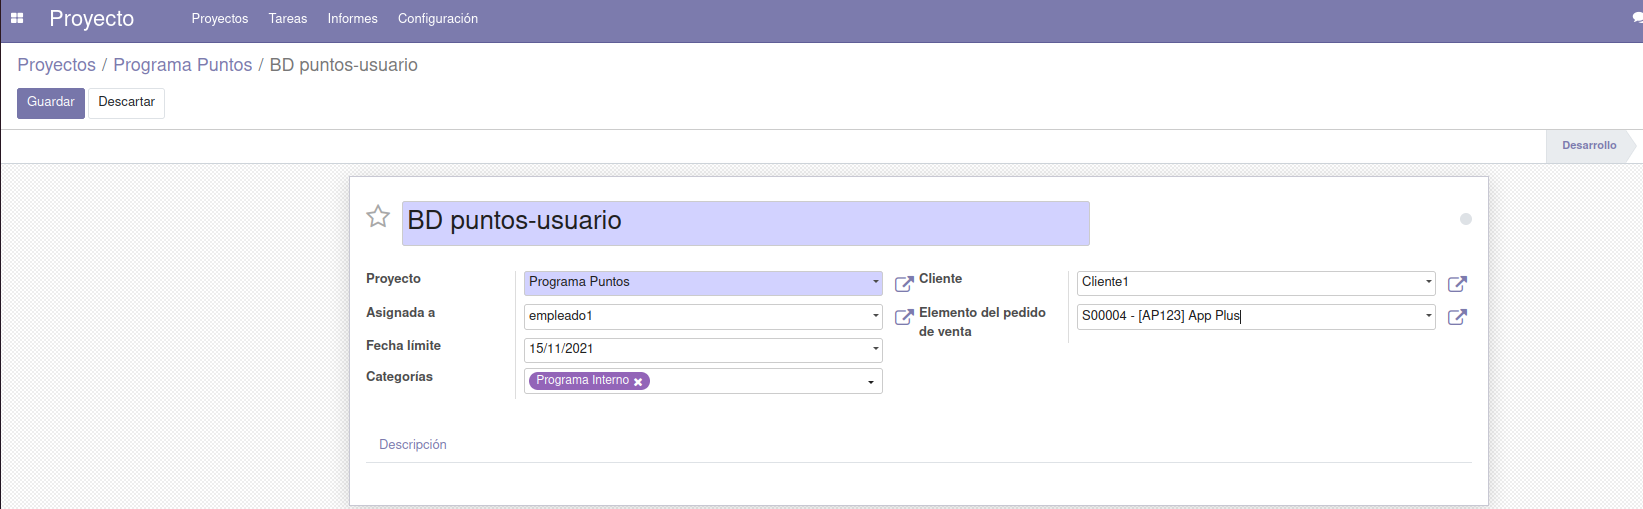 Proyecto Proyectos Tareas Informes Configuración
Proyectos / Programa Puntos / BD puntos-usuario
Guardar Descartar
Desarrollo
BD puntos-usuario
Proyecto Programa Puntos Cliente Cliente1
Asignada a empleado1 Elemento del pedido de venta S00004 - [AP123] App Plus
Fecha límite 15/11/2021
Categorías Programa Interno
Descripción